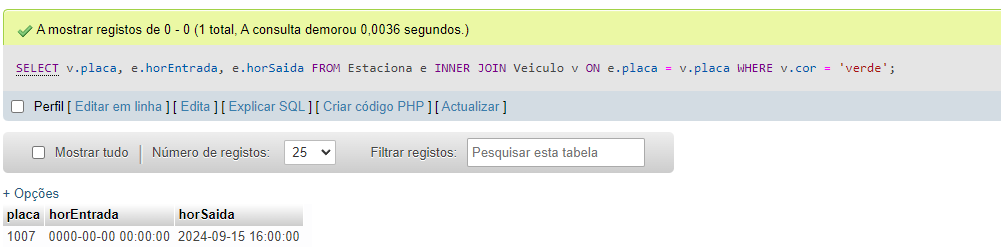 A mostrar registos de 0 - 0 (1 total, A consulta demorou 0,0036 segundos.)
SELECT v.placa, e.horEntrada, e.horSaida FROM Estaciona e INNER JOIN Veiculo v ON e.placa = v.placa WHERE v.cor = 'verde';
Perfil [ Editar em linha ] [ Edita ] [ Explicar SQL ] [ Criar código PHP ] [ Actualizar ]
Mostrar tudo Número de registos: 25 Filtrar registos: Pesquisar esta tabela
+ Opções
placa horEntrada horSaida
1007 0000-00-00 00:00:00 2024-09-15 16:00:00